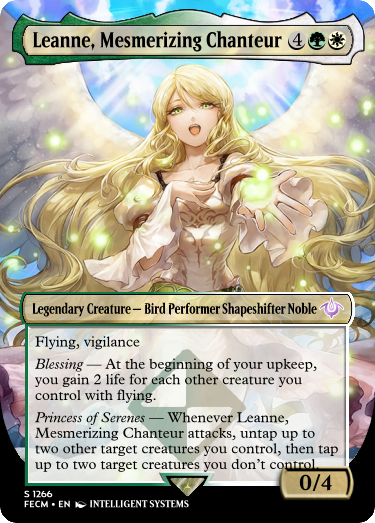 Leanne, Mesmerizing Chanteur 4
Legendary Creature — Bird Performer Shapeshifter Noble
Flying, vigilance
Blessing — At the beginning of your upkeep,
you gain 2 life for each other creature you
control with flying.
Princess of Serenes — Whenever Leanne,
Mesmerizing Chanteur attacks, untap up to
two other target creatures you control, then tap
up to two target creatures you don't control.
0/4
S 1266
FECM • EN INTELLIGENT SYSTEMS